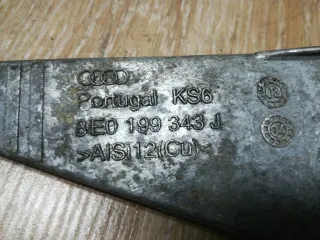 Portugal KS6
8E0 199 343 J
>AlSi12(Cu)<